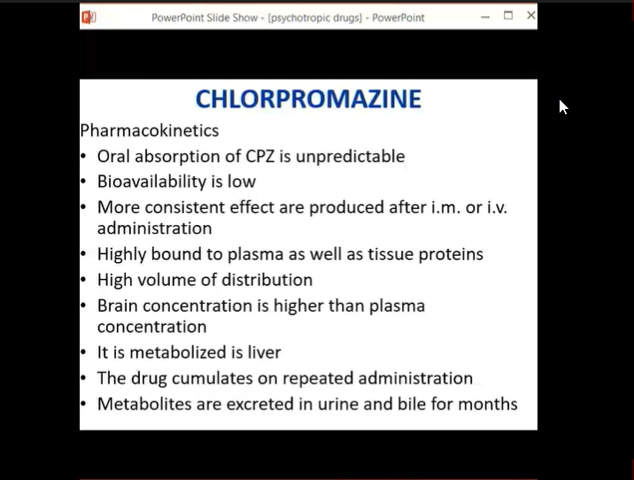 PowerPoint Slide Show - [psychotropic drugs] - PowerPoint
CHLORPROMAZINE
Pharmacokinetics
• Oral absorption of CPZ is unpredictable
• Bioavailability is low
• More consistent effect are produced after i.m. or i.v.
administration
• Highly bound to plasma as well as tissue proteins
• High volume of distribution
• Brain concentration is higher than plasma
concentration
• It is metabolized is liver
• The drug cumulates on repeated administration
• Metabolites are excreted in urine and bile for months